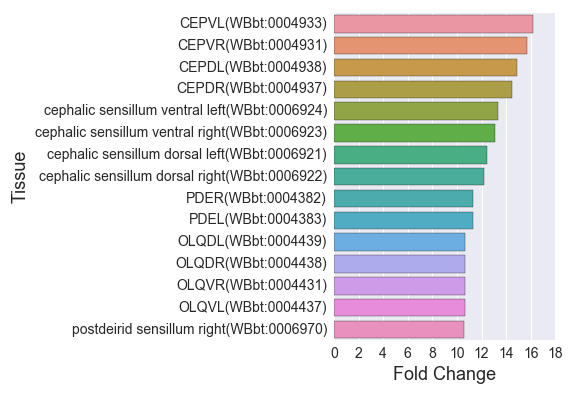 CEPVL(WBbt:0004933)
CEPVR(WBbt:0004931)
CEPDL(WBbt:0004938)
CEPDR(WBbt:0004937)
cephalic sensillum ventral left(WBbt:0006924)
cephalic sensillum ventral right(WBbt:0006923)
cephalic sensillum dorsal left(WBbt:0006921)
cephalic sensillum dorsal right(WBbt:0006922)
PDER(WBbt:0004382)
PDEL(WBbt:0004383)
OLQDL(WBbt:0004439)
OLQDR(WBbt:0004438)
OLQVR(WBbt:0004431)
OLQVL(WBbt:0004437)
postdeirid sensillum right(WBbt:0006970)
Tissue
0 2 4 6 8 10 12 14 16 18
Fold Change